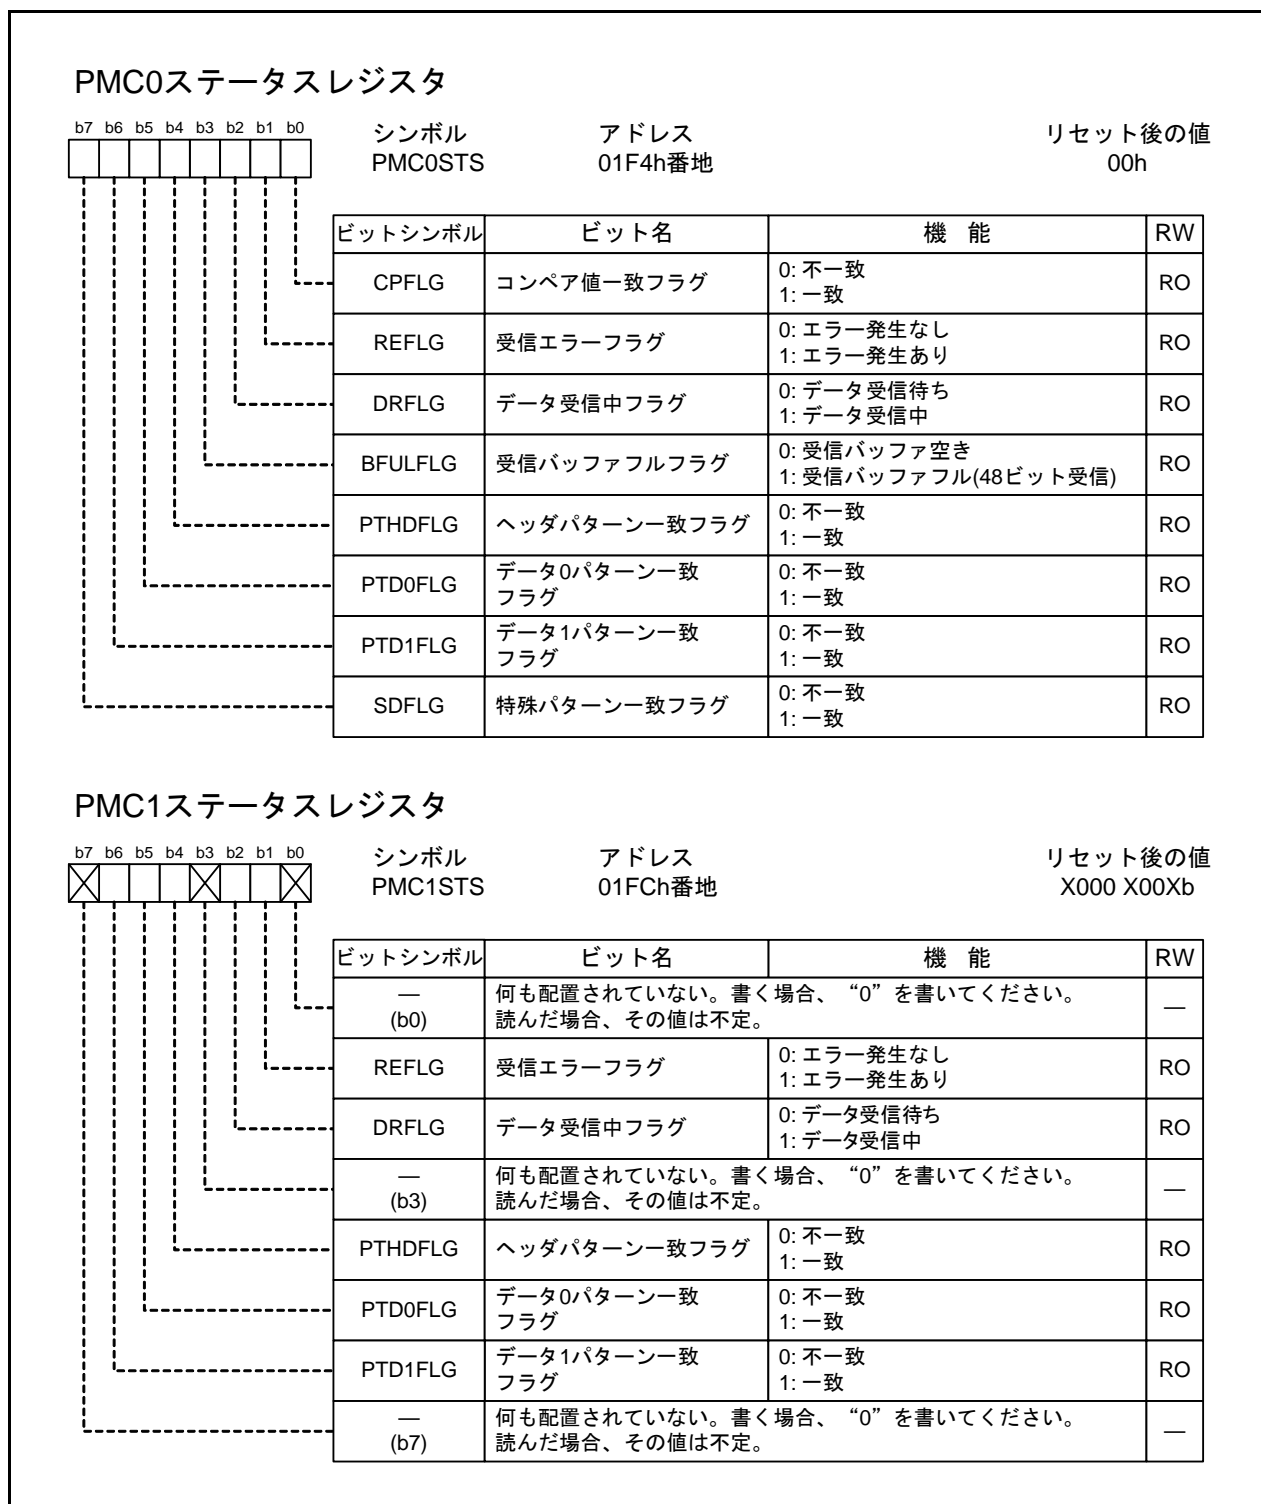 PMC0ステータスレジスタ
b7 b6 b5 b4 b3 b2 b1 b0
シンボル アドレス リセット後の値
PMC0STS 01F4h番地 00h
ビットシンボル ビット名 機 能 RW
CPFLG コンペア値一致フラグ 0: 不一致 RO
1: 一致
REFLG 受信エラーフラグ 0: エラー発生なし RO
1: エラー発生あり
DRFLG データ受信中フラグ 0: データ受信待ち RO
1: データ受信中
BFULFLG 受信バッファフルフラグ 0: 受信バッファ空き RO
1: 受信バッファフル(48ビット受信)
PTHDFLG ヘッダパターン一致フラグ 0: 不一致 RO
1: 一致
PTD0FLG データ0パターン一致 0: 不一致 RO
フラグ 1: 一致
PTD1FLG データ1パターン一致 0: 不一致 RO
フラグ 1: 一致
SDFLG 特殊パターン一致フラグ 0: 不一致 RO
1: 一致
PMC1ステータスレジスタ
b7 b6 b5 b4 b3 b2 b1 b0
シンボル アドレス リセット後の値
PMC1STS 01FCh番地 X000 X00Xb
ビットシンボル ビット名 機 能 RW
— 何も配置されていない。書く場合、“0”を書いてください。 —
(b0) 読んだ場合、その値は不定。
REFLG 受信エラーフラグ 0: エラー発生なし RO
1: エラー発生あり
DRFLG データ受信中フラグ 0: データ受信待ち RO
1: データ受信中
— 何も配置されていない。書く場合、“0”を書いてください。 —
(b3) 読んだ場合、その値は不定。
PTHDFLG ヘッダパターン一致フラグ 0: 不一致 RO
1: 一致
PTD0FLG データ0パターン一致 0: 不一致 RO
フラグ 1: 一致
PTD1FLG データ1パターン一致 0: 不一致 RO
フラグ 1: 一致
— 何も配置されていない。書く場合、“0”を書いてください。 —
(b7) 読んだ場合、その値は不定。